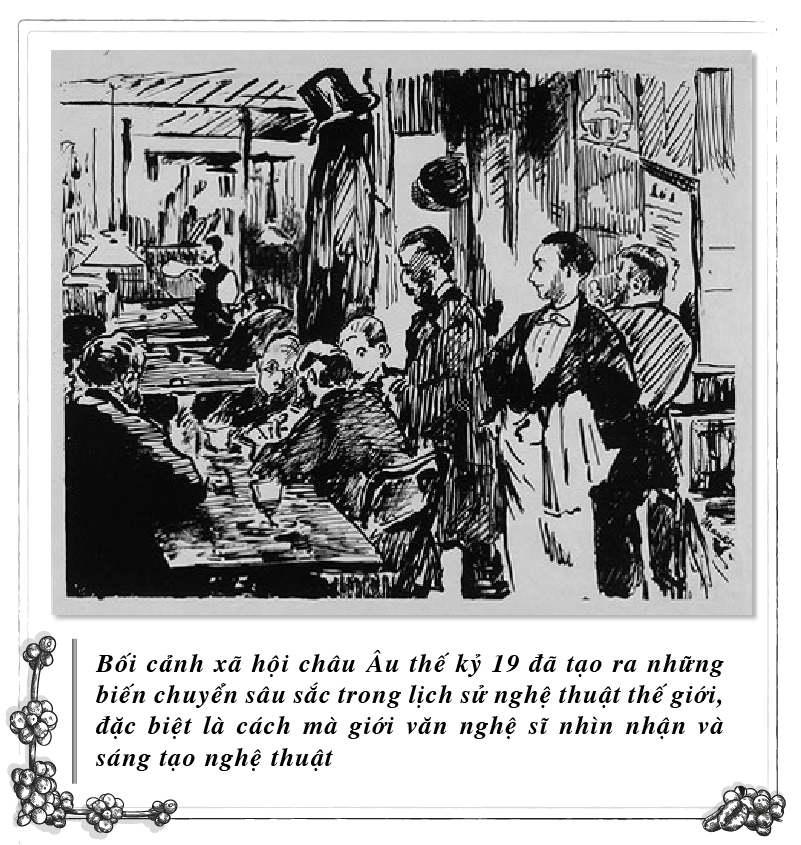 Bối cảnh xã hội châu Âu thế kỷ 19 đã tạo ra những
biến chuyển sâu sắc trong lịch sử nghệ thuật thế giới,
đặc biệt là cách mà giới văn nghệ sĩ nhìn nhận và
sáng tạo nghệ thuật